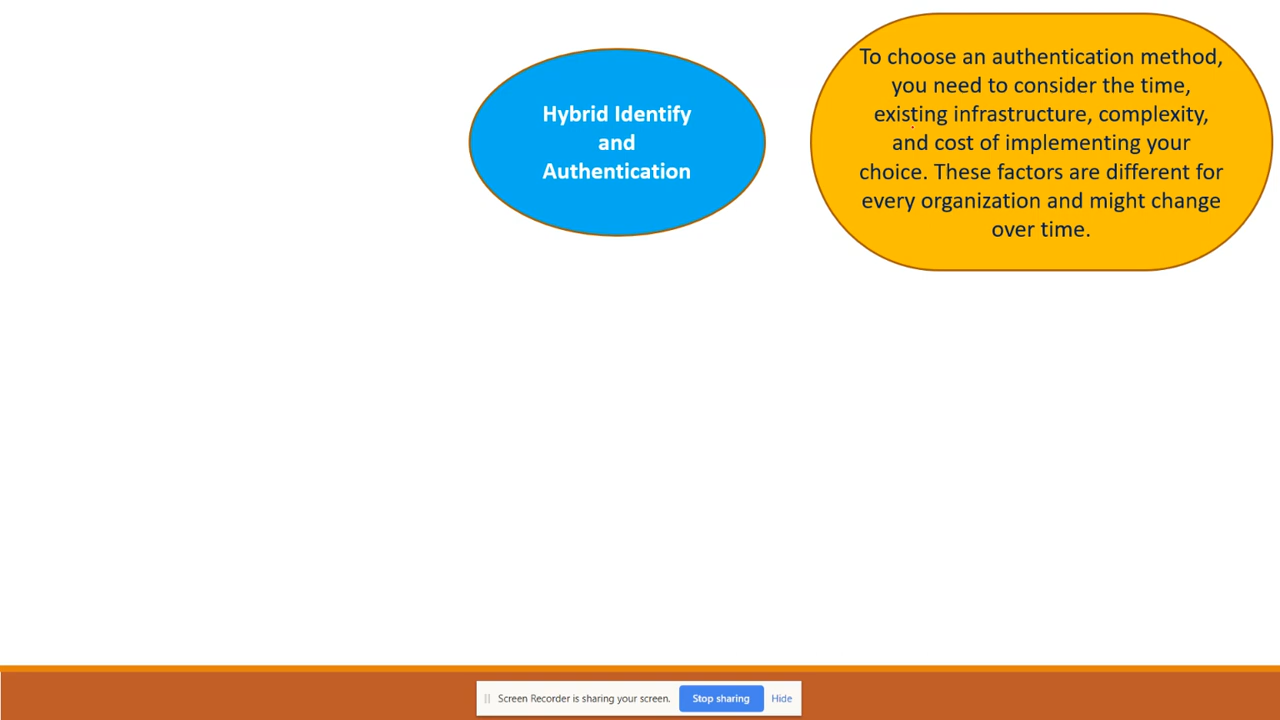 Hybrid Identify
and
Authentication
To choose an authentication method,
you need to consider the time,
existing infrastructure, complexity,
and cost of implementing your
choice. These factors are different for
every organization and might change
over time.
Screen Recorder is sharing your screen.
Stop sharing
Hide